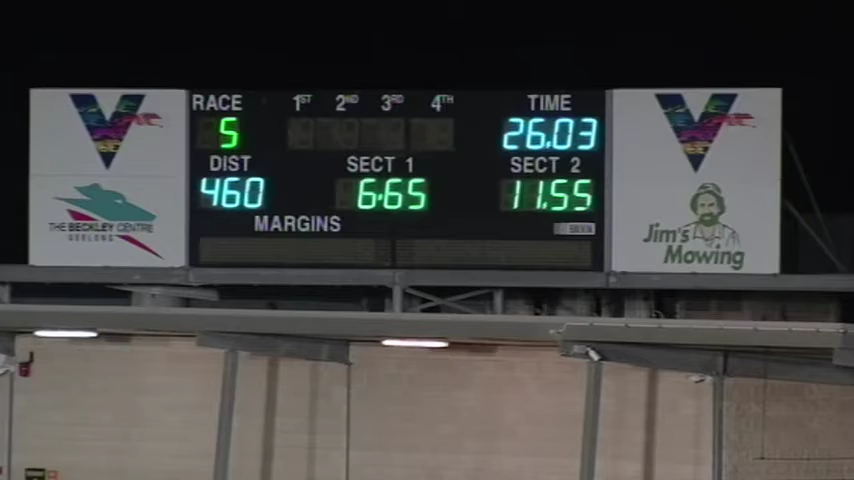 RACE 1ST 2ND 3RD 4TH TIME
5 26.03
DIST SECT 1 SECT 2
460 6.65 11.55
MARGINS
V
THE BECKLEY CENTRE
GEELONG
V
Jim's
Mowing